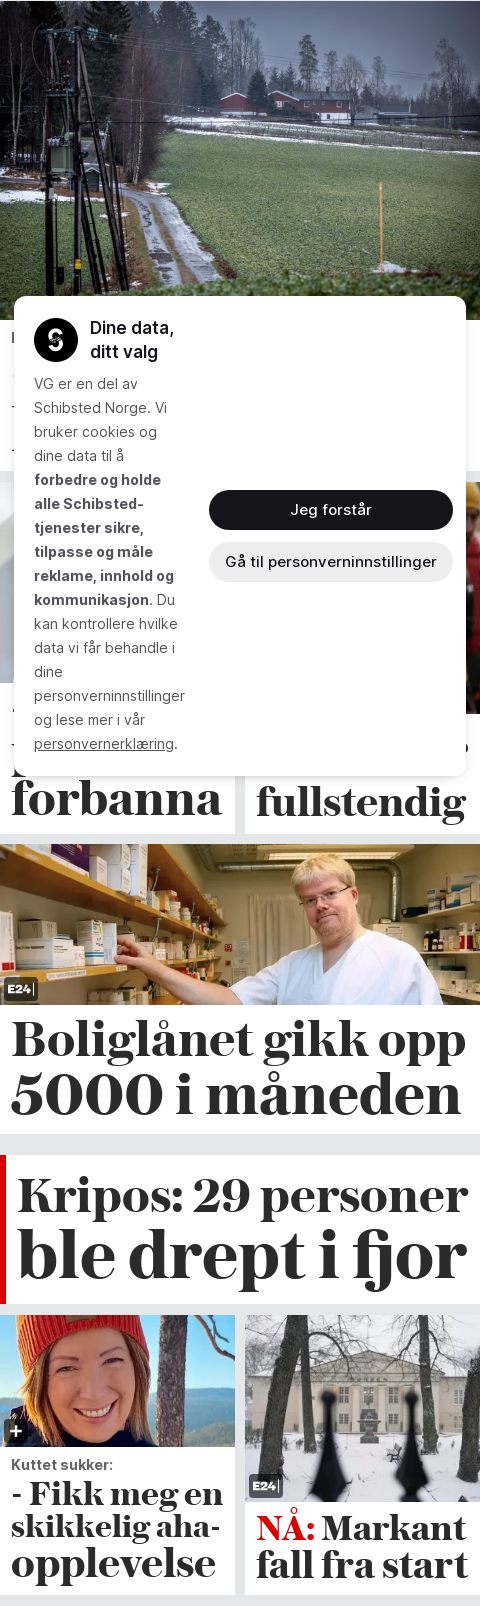 Dine data,
ditt valg
VG er en del av
Schibsted Norge. Vi
bruker cookies og
dine data til å
forbedre og holde
alle Schibsted-
tjenester sikre,
tilpasse og måle
reklame, innhold og
kommunikasjon. Du
kan kontrollere hvilke
data vi får behandle i
dine
personverninnstillinger
og lese mer i vår
personvernerklæring.
Jeg forstår
Gå til personverninnstillinger
forbanna
fullstendig
E24
Boliglånet gikk opp
5000 i måneden
Kripos: 29 personer
ble drept i fjor
Kuttet sukker:
- Fikk meg en
skikkelig aha-
opplevelse
E24
NÅ: Markant
fall fra start